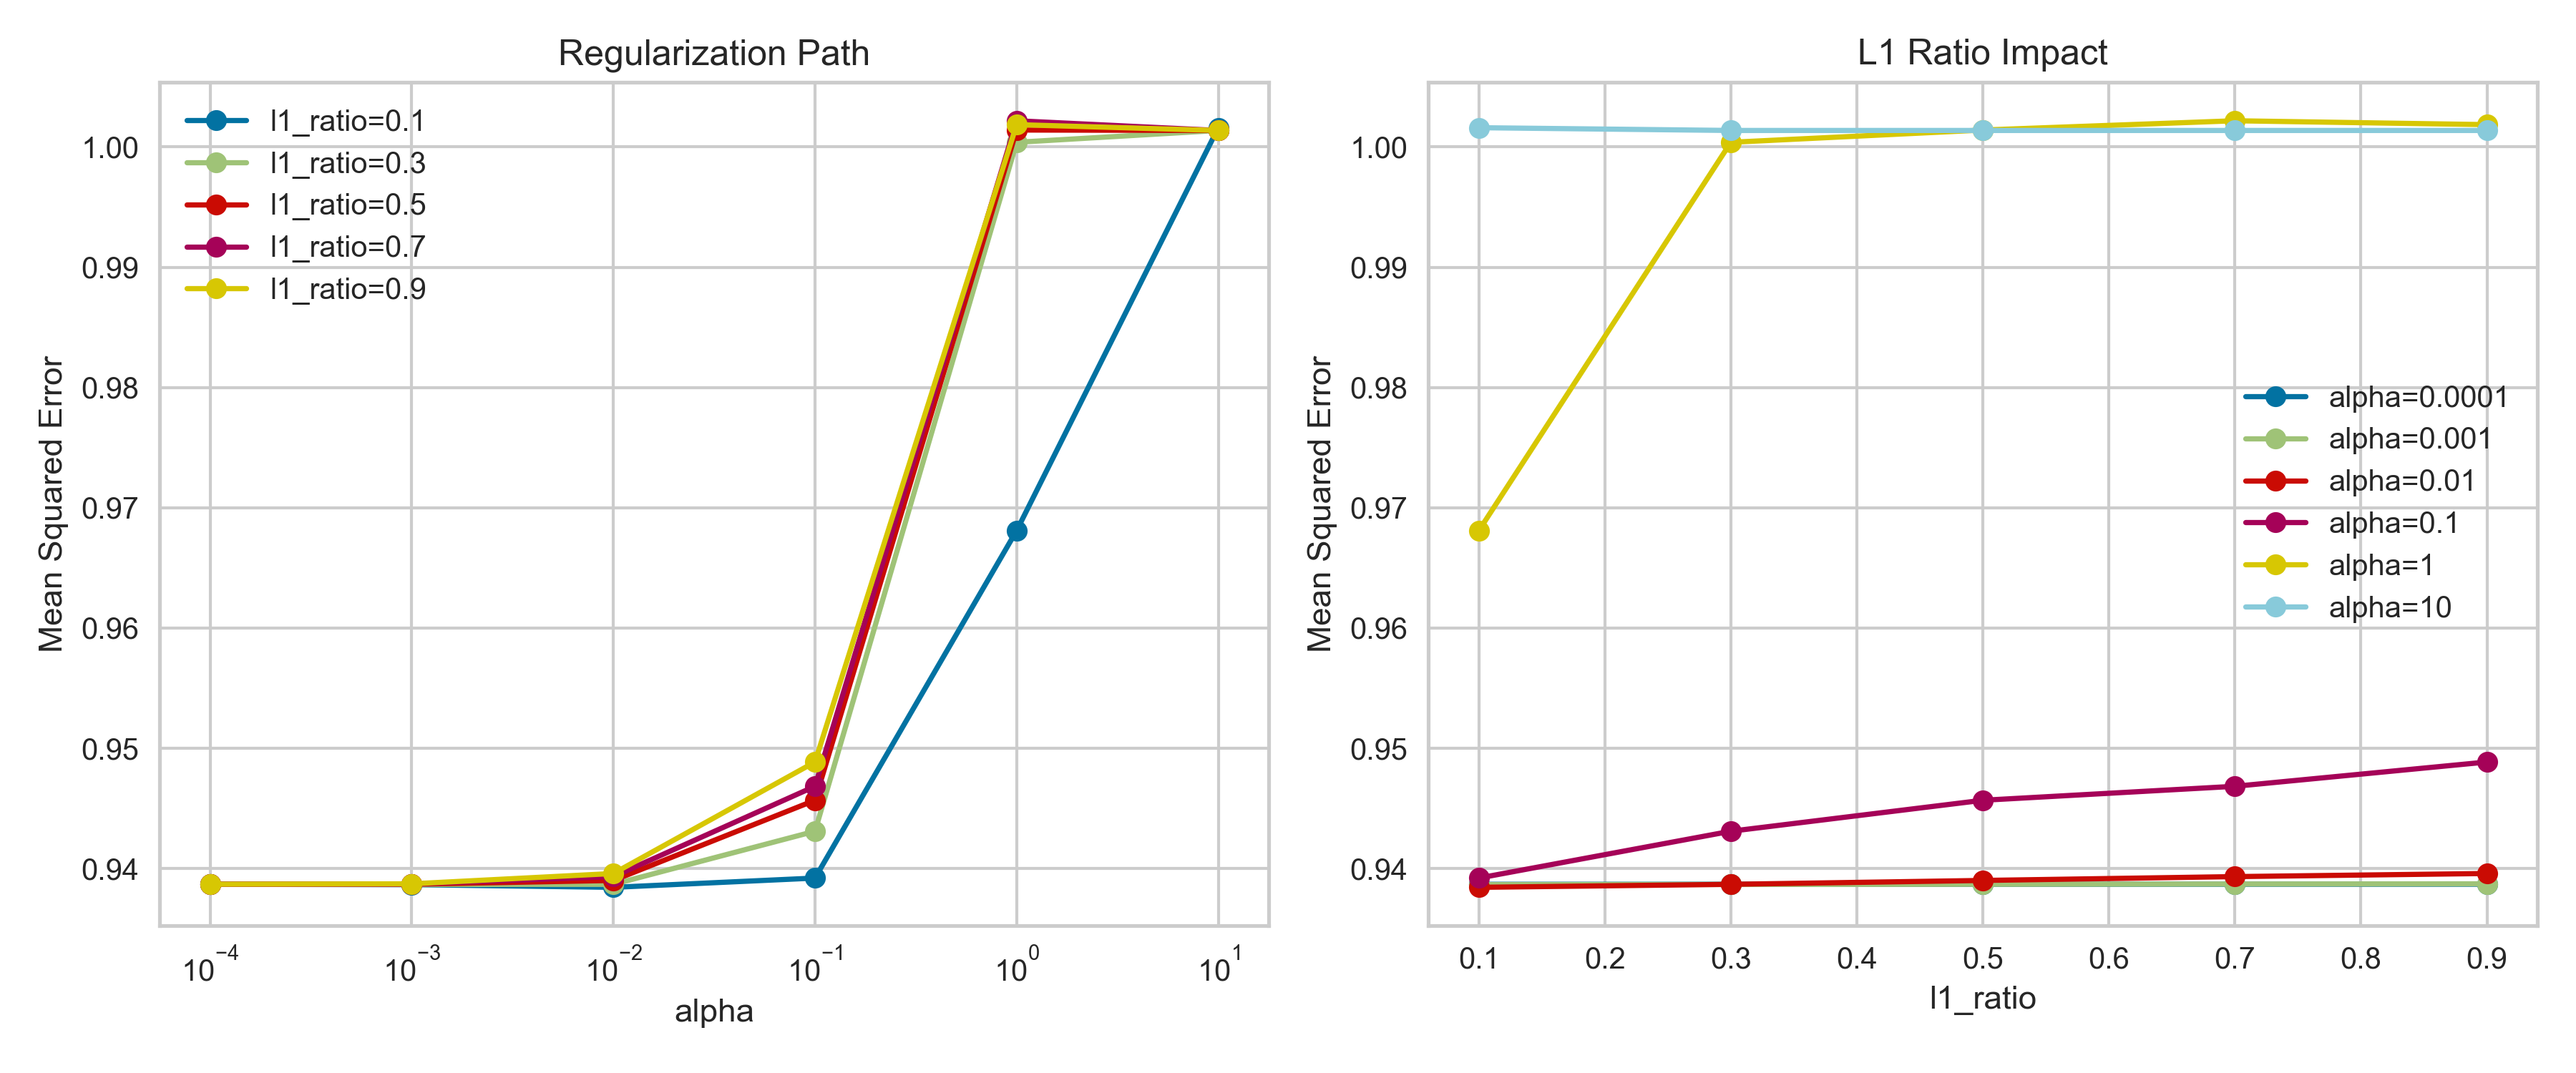 Regularization Path
l1_ratio=0.1
l1_ratio=0.3
l1_ratio=0.5
l1_ratio=0.7
l1_ratio=0.9
Mean Squared Error
1.00
0.99
0.98
0.97
0.96
0.95
0.94
10⁻⁴ 10⁻³ 10⁻² 10⁻¹ 10⁰ 10¹
alpha
L1 Ratio Impact
Mean Squared Error
1.00
0.99
0.98
0.97
0.96
0.95
0.94
alpha=0.0001
alpha=0.001
alpha=0.01
alpha=0.1
alpha=1
alpha=10
0.1 0.2 0.3 0.4 0.5 0.6 0.7 0.8 0.9
l1_ratio